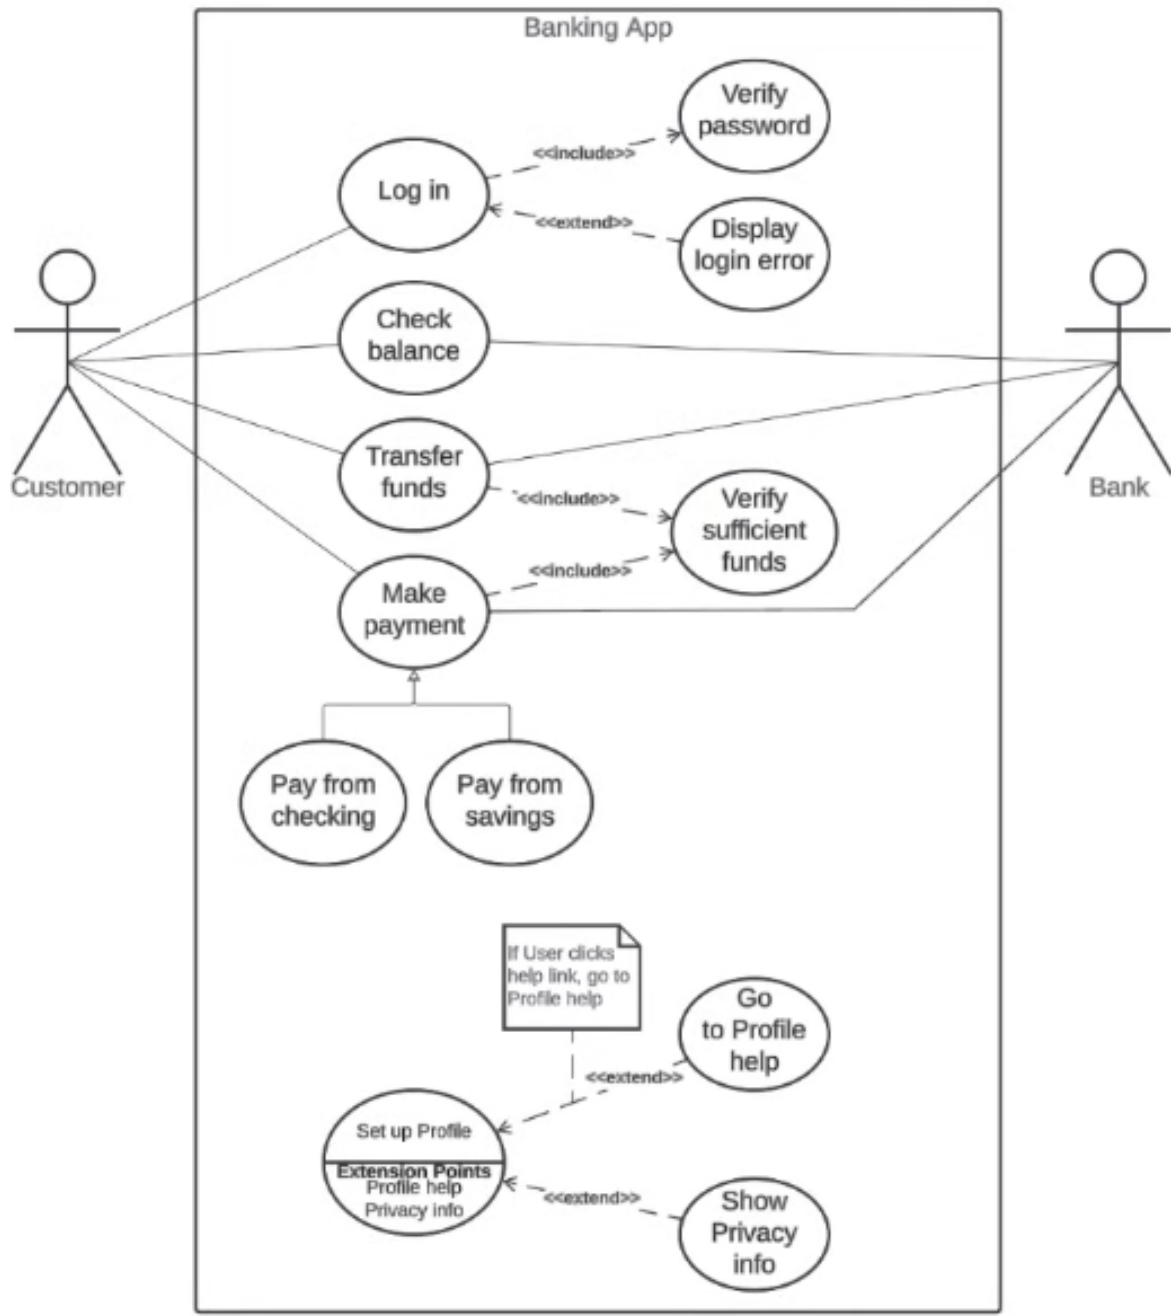 Banking App
Verify
password
<<include>>
Log in
<<extend>>
Display
login error
Check
balance
Customer
Bank
Transfer
funds
<<include>>
Verify
sufficient
funds
<<include>>
Make
payment
Pay from
checking
Pay from
savings
If User clicks
help link, go to
Profile help
Go
to Profile
help
<<extend>>
Set up Profile
Extension Points
Profile help
Privacy info
<<extend>>
Show
Privacy
info